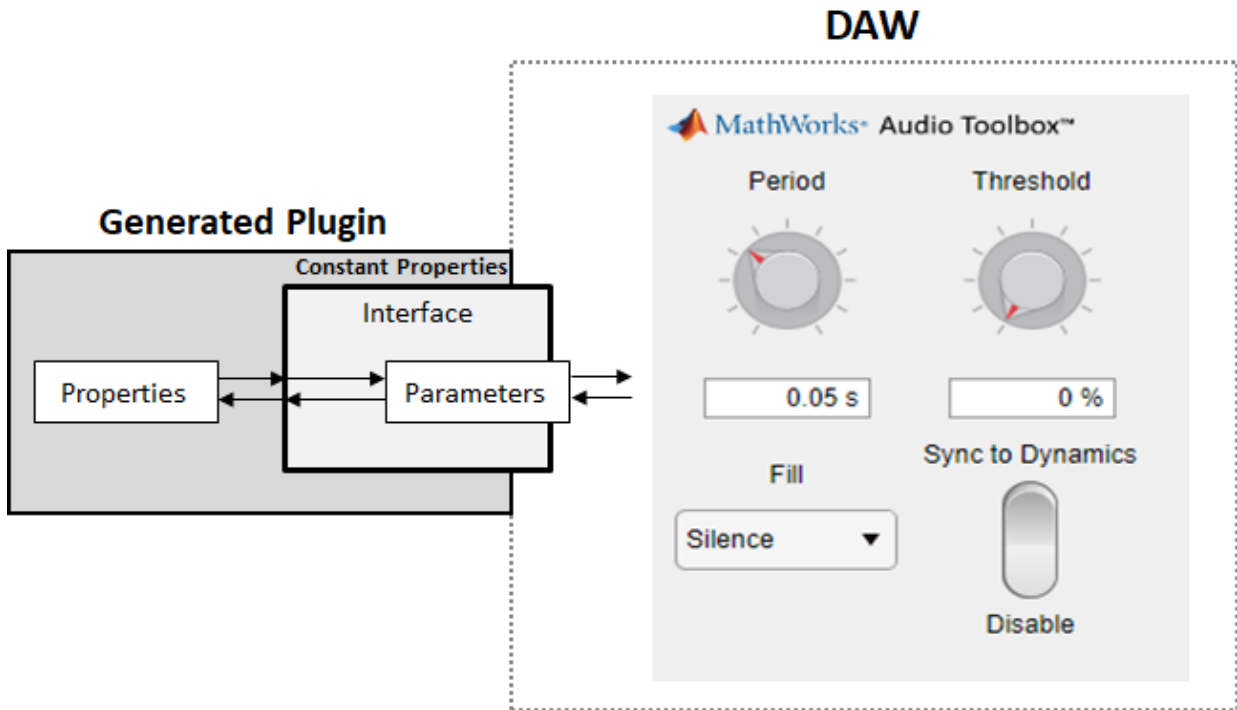 DAW
MathWorks® Audio Toolbox™
Period Threshold
Generated Plugin
Constant Properties
Interface
Properties
Parameters
0.05 s 0 %
Fill
Sync to Dynamics
Silence
Disable